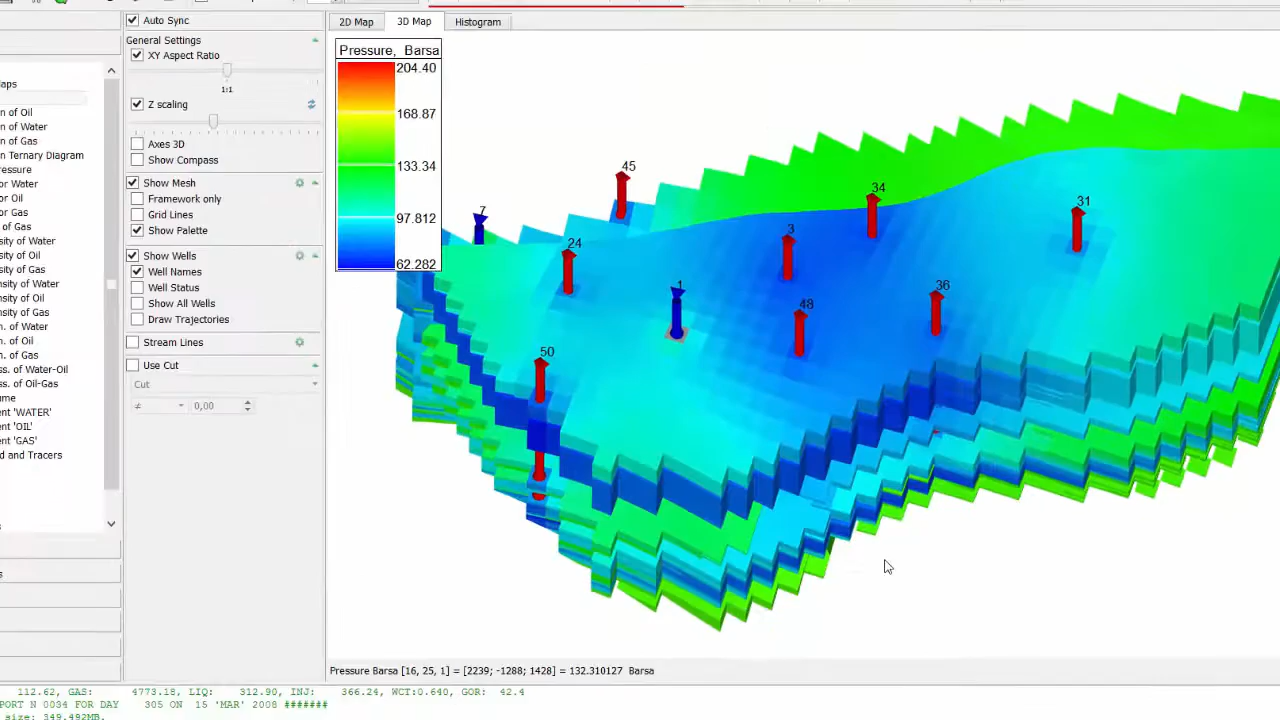 Auto Sync
2D Map
3D Map
Histogram
General Settings
XY Aspect Ratio
1:1
Z scaling
Axes 3D
Show Compass
Show Mesh
Framework only
Grid Lines
Show Palette
Show Wells
Well Names
Well Status
Show All Wells
Draw Trajectories
Stream Lines
Use Cut
Cut
≠ 0,00
aps
n of Oil
n of Water
n of Gas
n Ternary Diagram
ressure
or Water
or Oil
or Gas
of Gas
sity of Water
sity of Oil
sity of Gas
nsity of Water
nsity of Oil
nsity of Gas
n. of Water
n. of Oil
n. of Gas
ss. of Water-Oil
ss. of Oil-Gas
ume
ent 'WATER'
ent 'OIL'
ent 'GAS'
d and Tracers
Pressure, Barsa
204.40
168.87
133.34
97.812
62.282
45
7
24
34
31
3
1
36
48
50
Pressure Barsa [16, 25, 1] = [2239; -1288; 1428] = 132.310127 Barsa
112.62, GAS: 4773.18, LIQ: 312.90, INJ: 366.24, WCT:0.640, GOR: 42.4
PORT N 0034 FOR DAY 305 ON 15 'MAR' 2008 #######
size: 349.492MB.